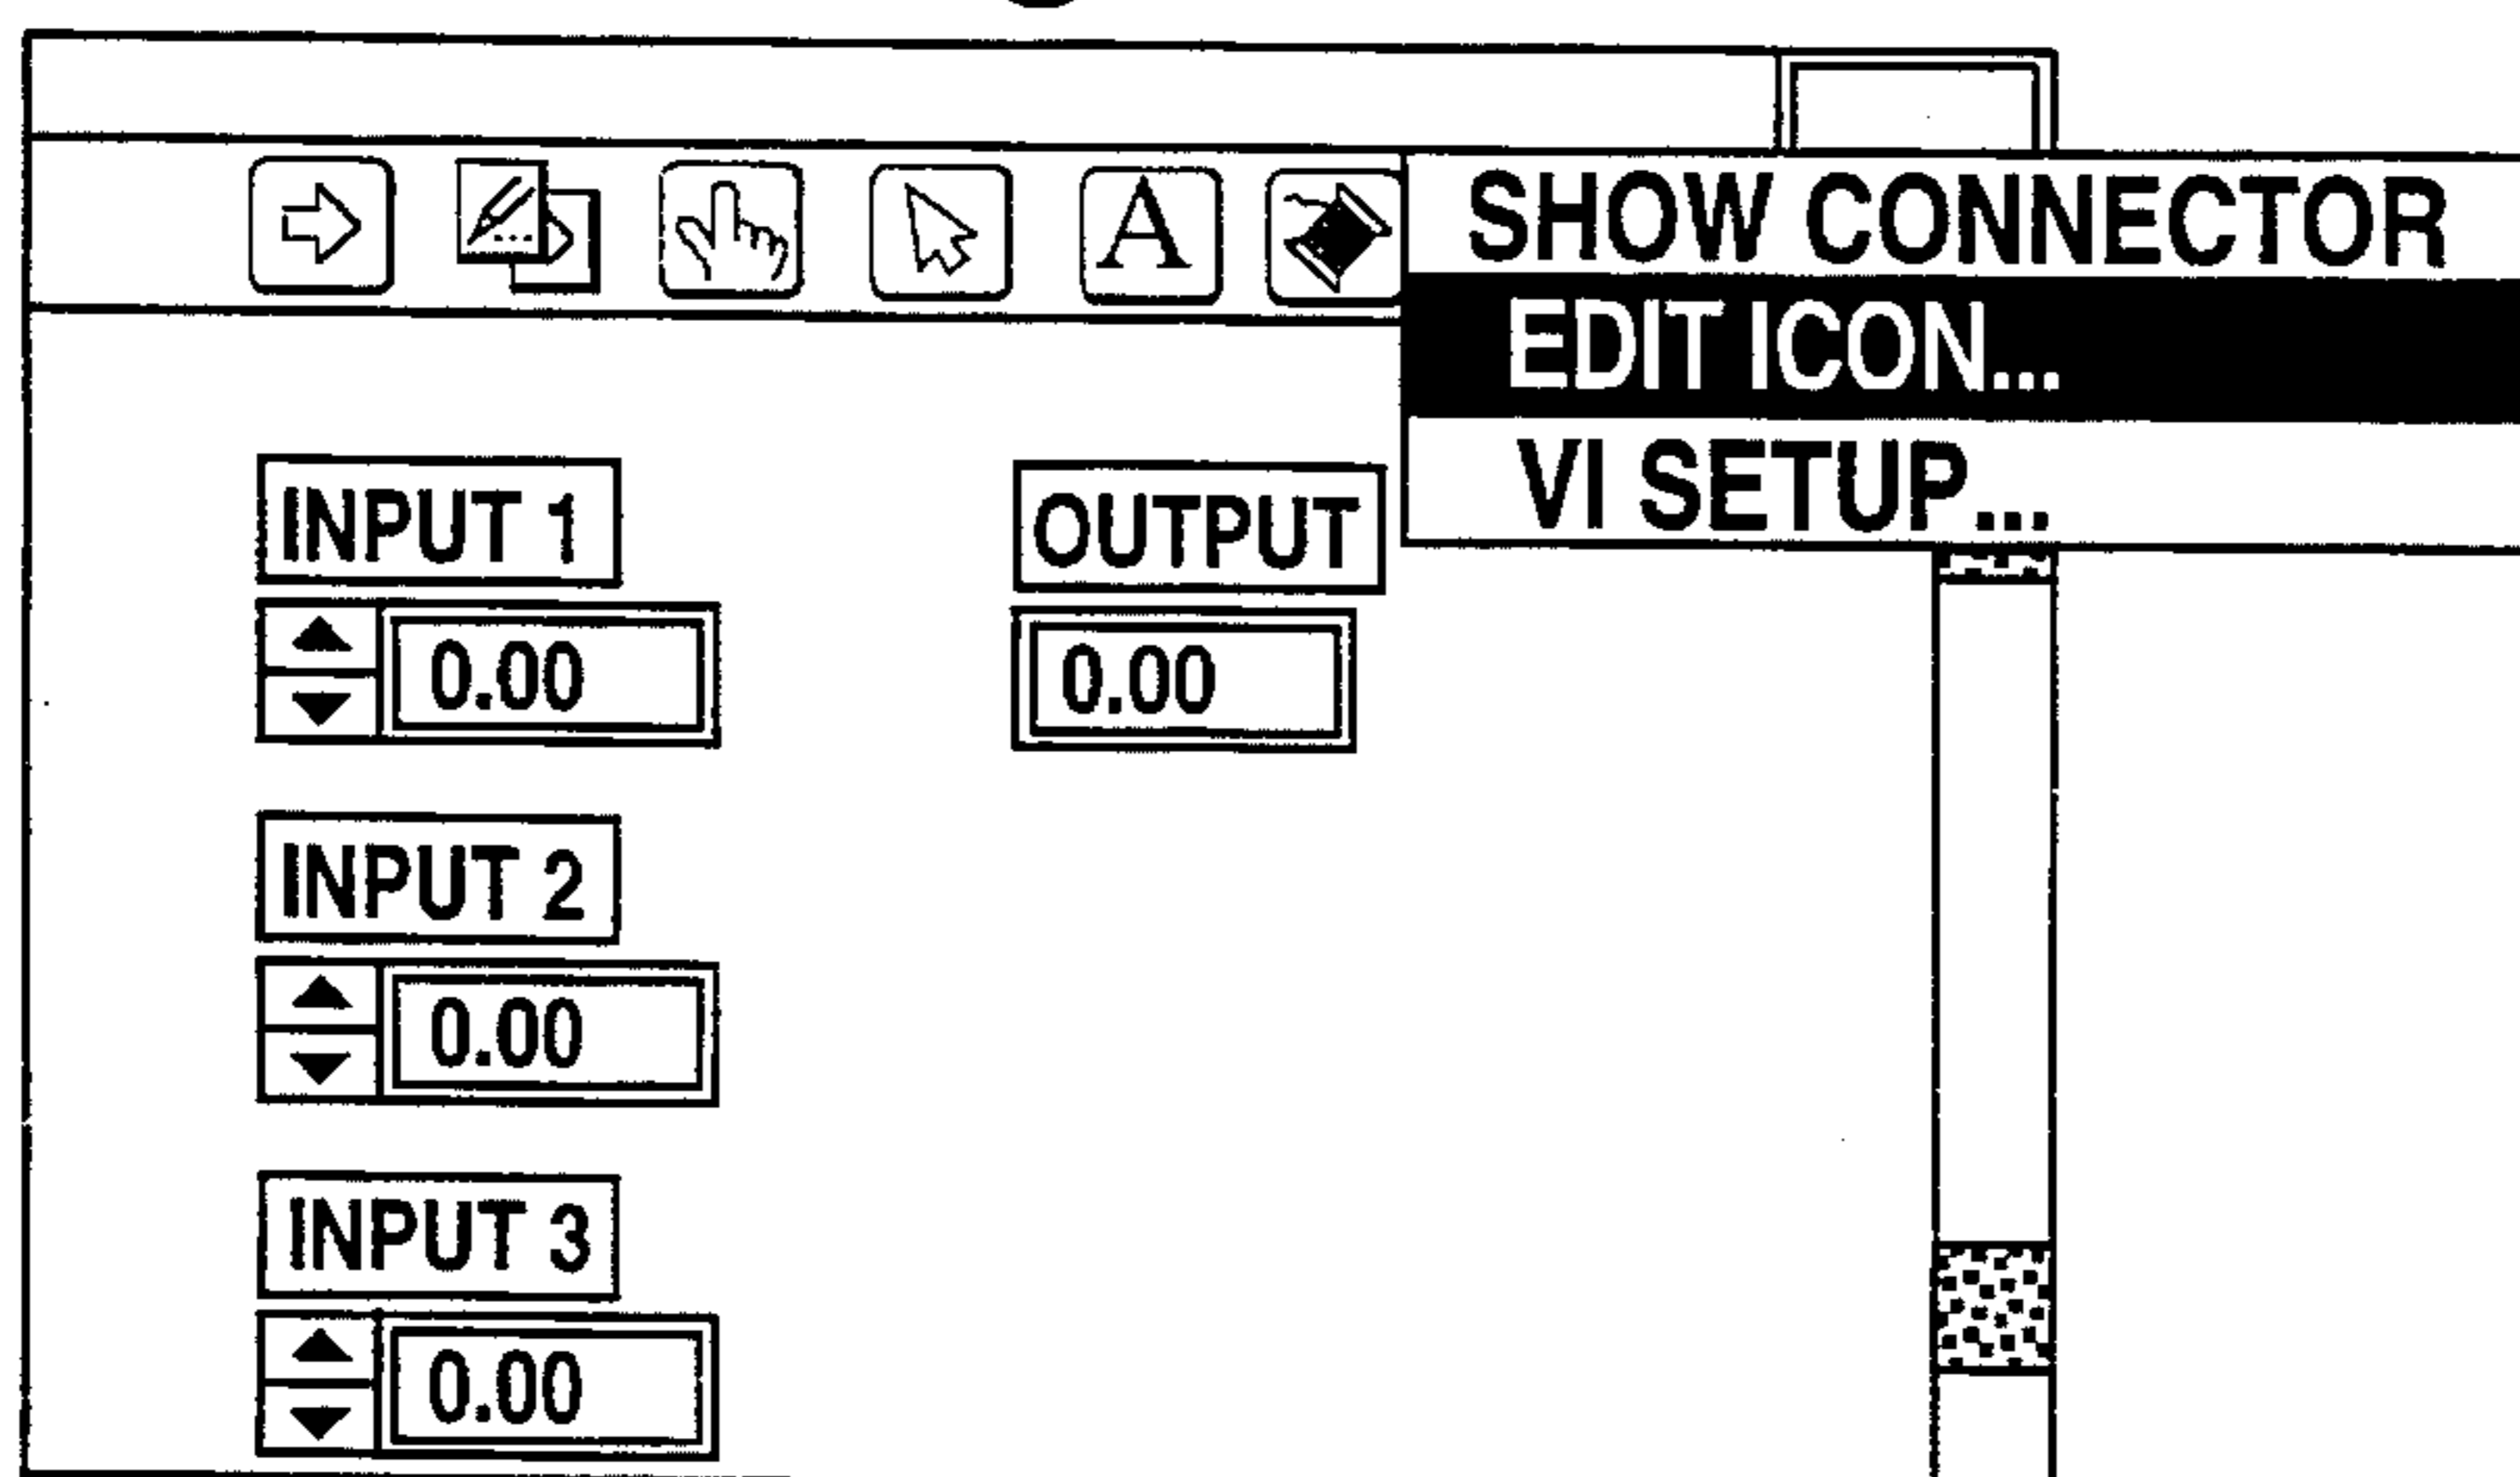 A
SHOW CONNECTOR
EDIT ICON...
VI SETUP...
INPUT 1
OUTPUT
0.00
0.00
INPUT 2
0.00
INPUT 3
0.00